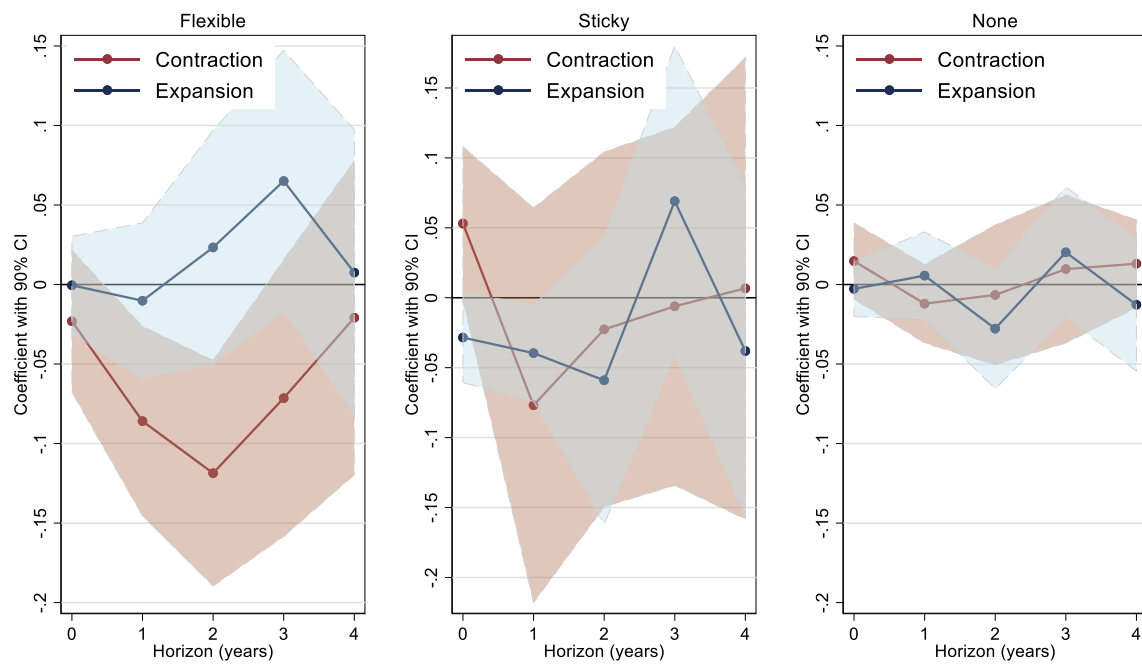 Flexible
Contraction
Expansion
Coefficient with 90% CI
.15
.1
.05
0
-.05
-.1
-.15
-.2
0 1 2 3 4
Horizon (years)
Sticky
Contraction
Expansion
Coefficient with 90% CI
.15
.1
.05
0
-.05
-.1
-.15
-.2
0 1 2 3 4
Horizon (years)
None
Contraction
Expansion
Coefficient with 90% CI
.15
.1
.05
0
-.05
-.1
-.15
-.2
0 1 2 3 4
Horizon (years)